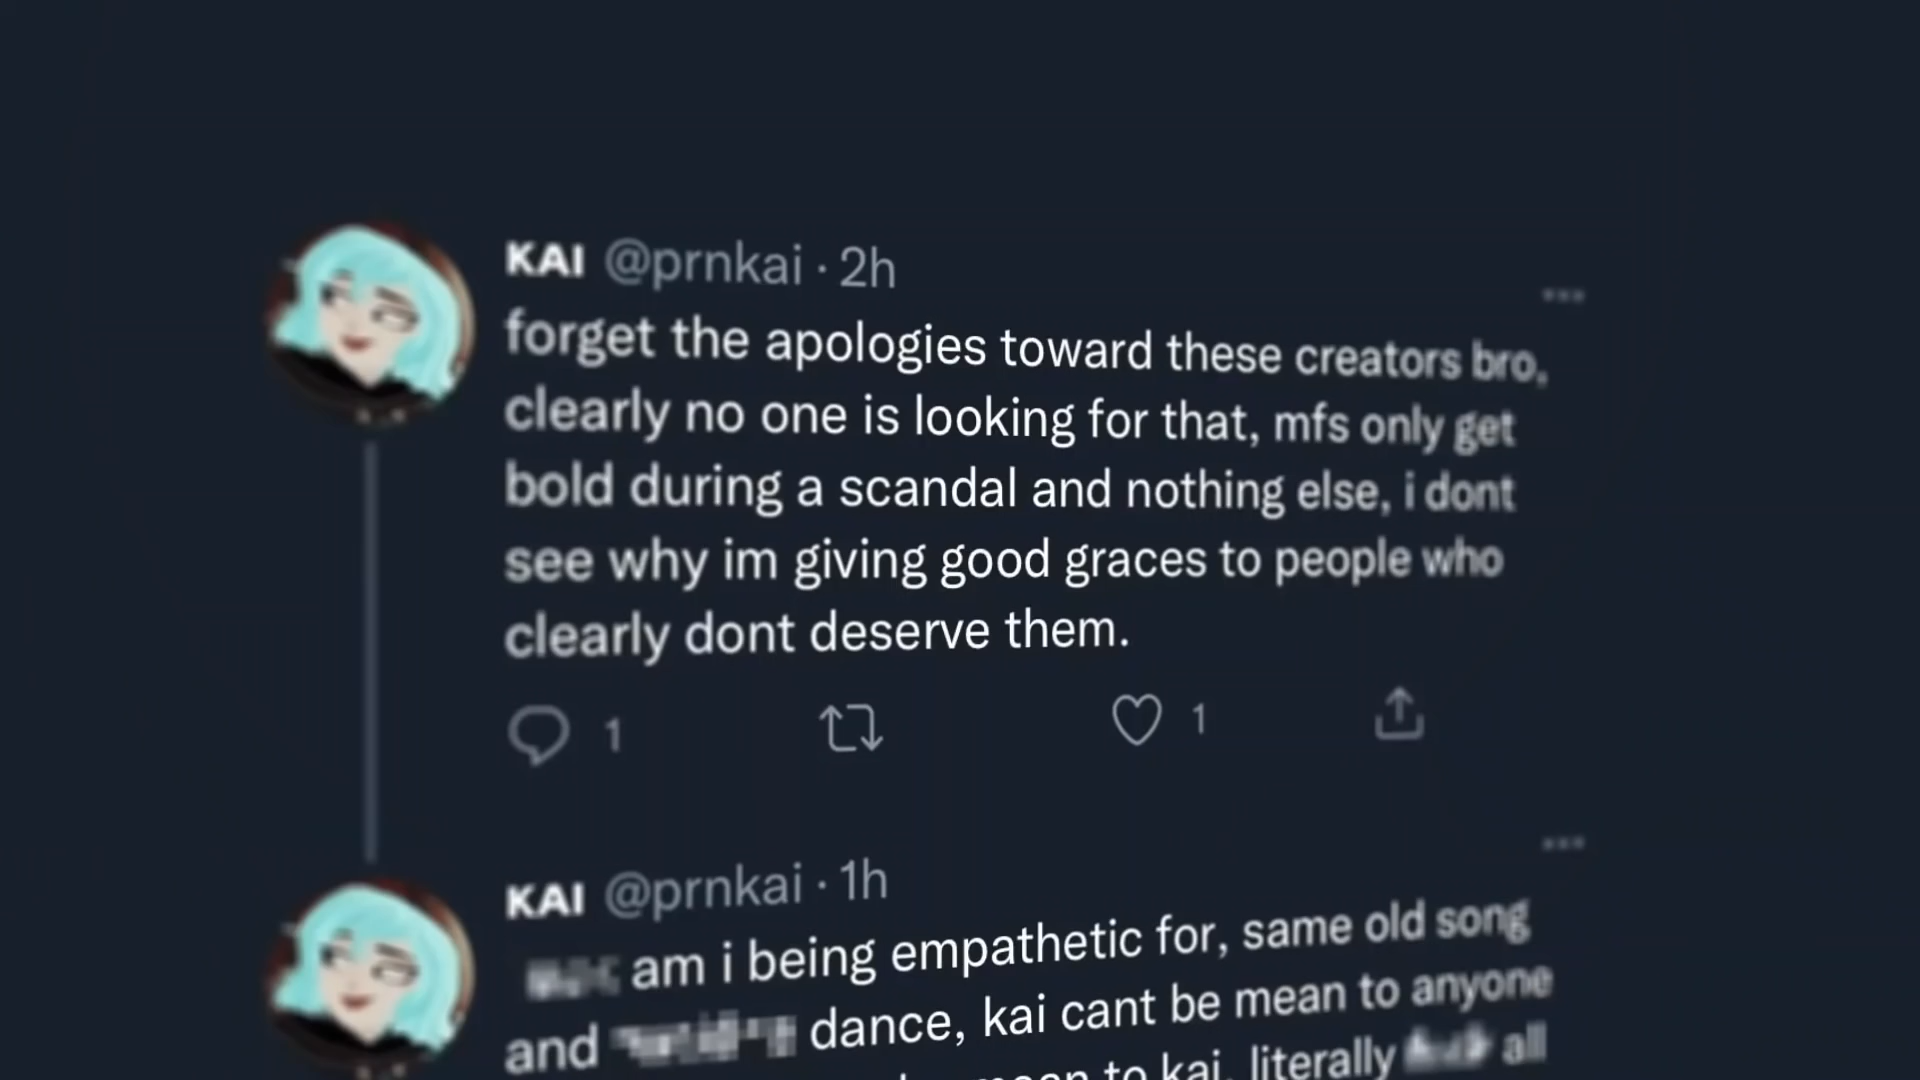 KAI @prnkai · 2h
forget the apologies toward these creators bro,
clearly no one is looking for that, mfs only get
bold during a scandal and nothing else, i dont
see why im giving good graces to people who
clearly dont deserve them.
1 1
KAI @prnkai · 1h
am i being empathetic for, same old song
and dance, kai cant be mean to anyone
mean to kai, literally all